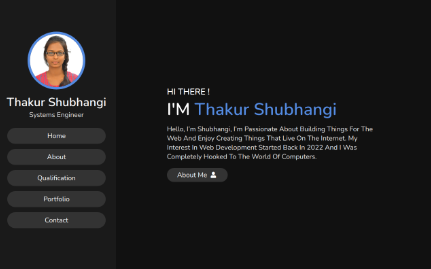 Thakur Shubhangi
Systems Engineer
Home
About
Qualification
Portfolio
Contact
HI THERE !
I'M Thakur Shubhangi
Hello, I'm Shubhangi, I'm Passionate About Building Things For The
Web And Enjoy Creating Things That Live On The Internet. My
Interest In Web Development Started Back In 2022 And I Was
Completely Hooked To The World Of Computers.
About Me